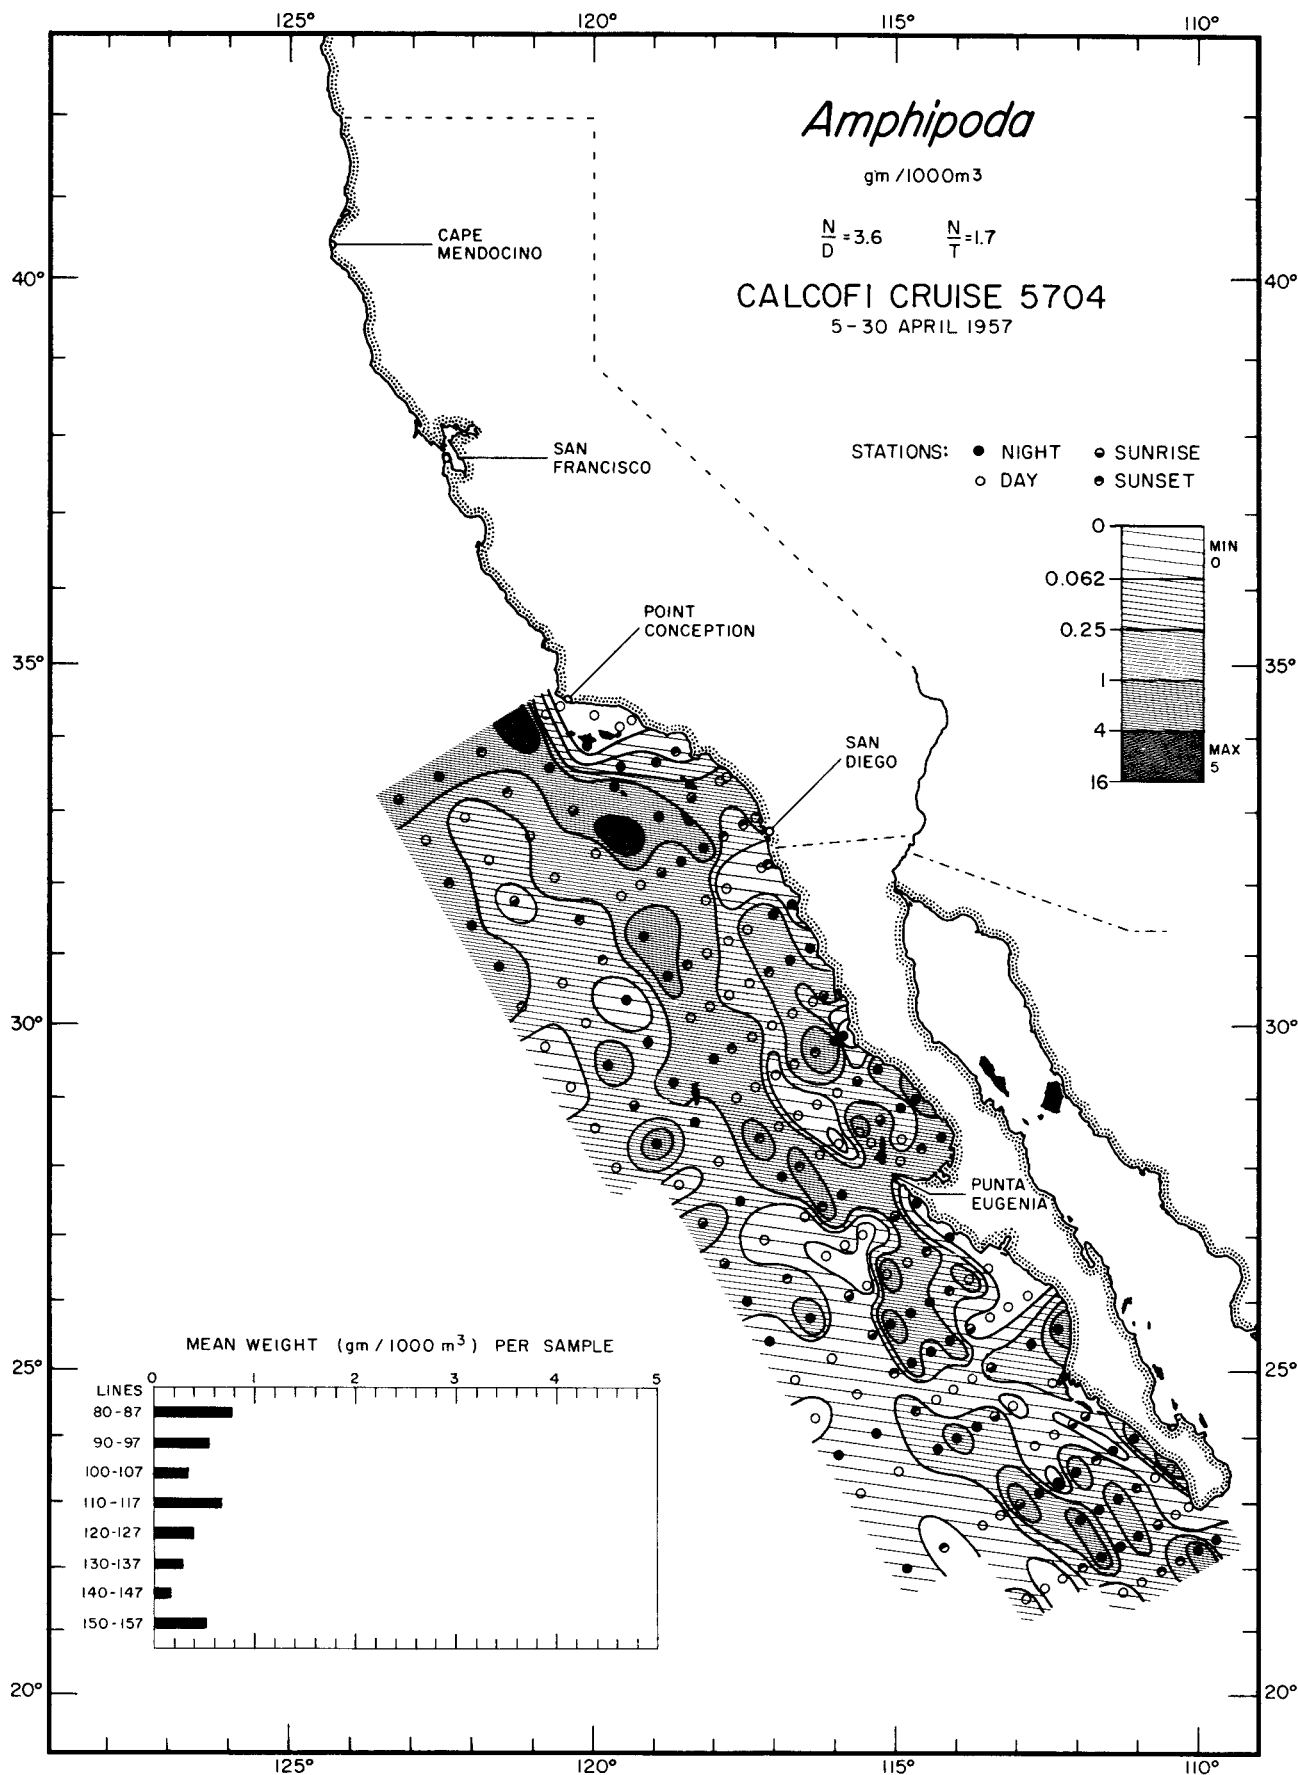 125° 120° 115° 110°
Amphipoda
gm/1000m3
N/D = 3.6 N/T = 1.7
CALCOFI CRUISE 5704
5-30 APRIL 1957
CAPE
MENDOCINO
40° 40°
SAN
FRANCISCO
STATIONS: NIGHT SUNRISE
DAY SUNSET
0
MIN
0
0.062
0.25
1
4
MAX
5
16
POINT
CONCEPTION
35° 35°
SAN
DIEGO
30° 30°
PUNTA
EUGENIA
25° 25°
MEAN WEIGHT (gm/1000 m3) PER SAMPLE
LINES 0 1 2 3 4 5
80-87
90-97
100-107
110-117
120-127
130-137
140-147
150-157
20° 20°
125° 120° 115° 110°